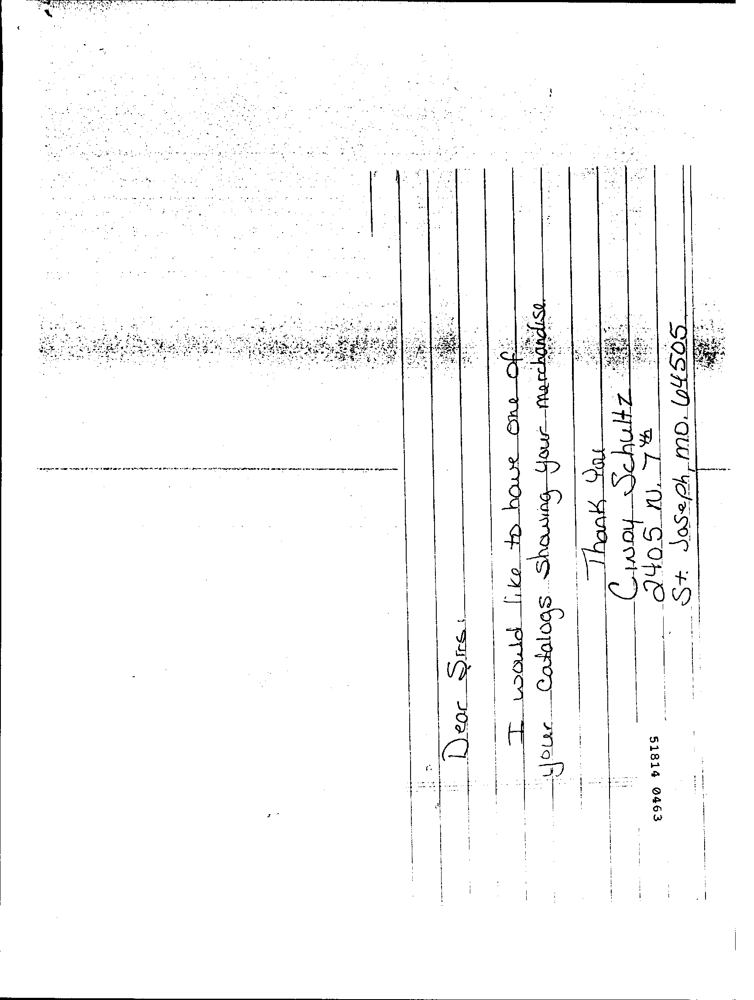 Dear Sirs:
I would like to have one of
your catalogs showing your merchandise
Thank You
Cindy Schultz
2405 N. 7th
St. Joseph, MO. 64505
51814 0463